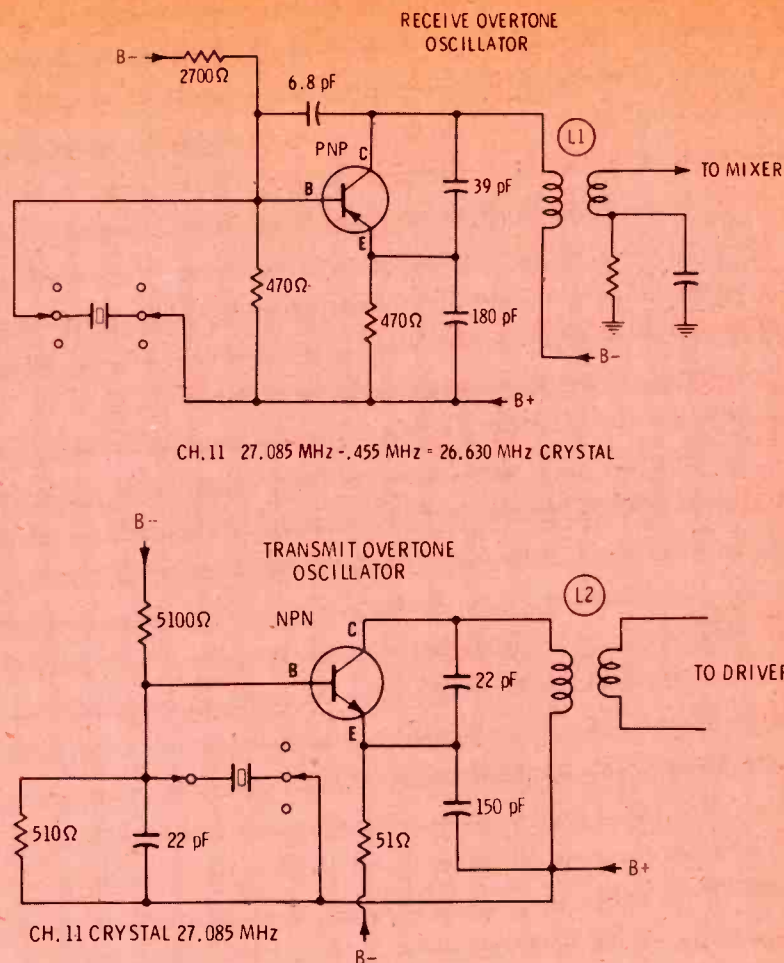 RECEIVE OVERTONE
OSCILLATOR
B-
2700Ω
6.8 pF
PNP
C
B
E
39 pF
L1
TO MIXER
470Ω
470Ω
180 pF
B-
B+
CH.11 27.085 MHz -.455 MHz = 26.630 MHz CRYSTAL
B-
TRANSMIT OVERTONE
OSCILLATOR
5100Ω
NPN
C
B
E
22 pF
L2
TO DRIVER
510Ω
22 pF
51Ω
150 pF
B+
CH. 11 CRYSTAL 27.085 MHz
B-